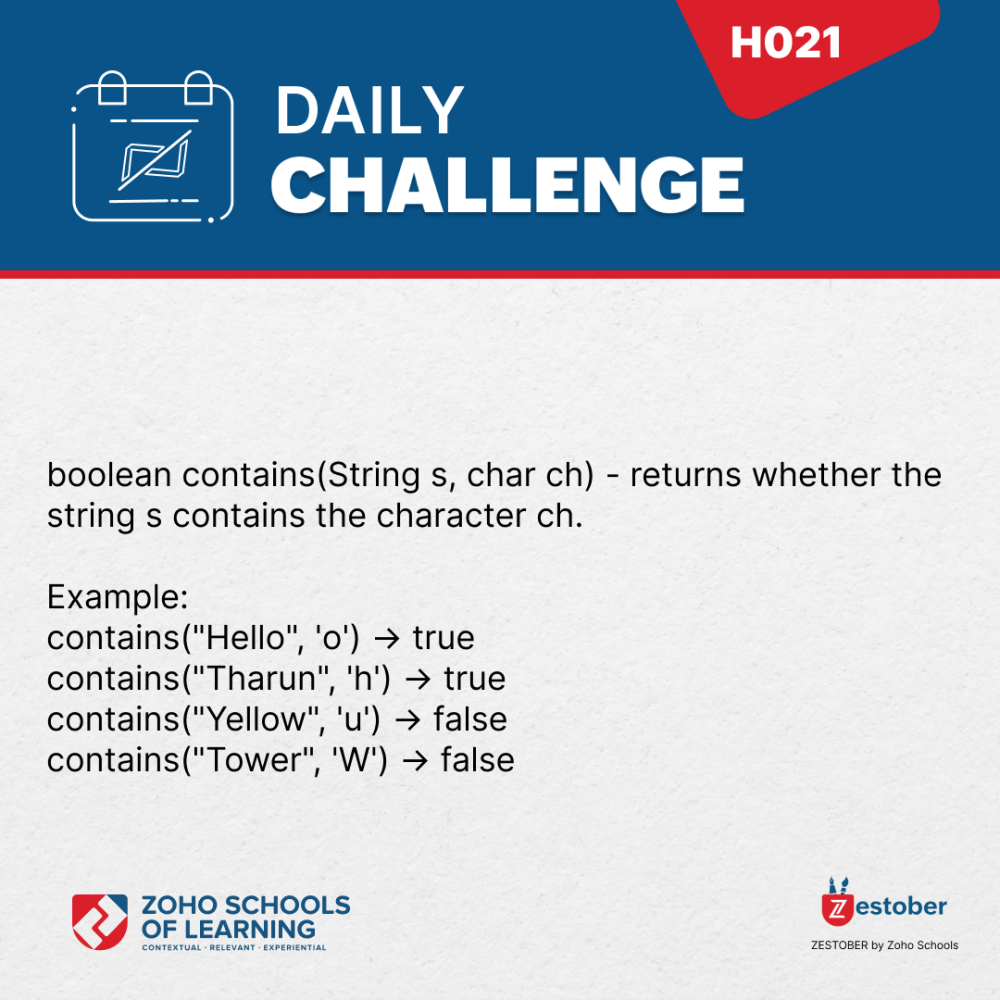 H021
DAILY
CHALLENGE
boolean contains(String s, char ch) - returns whether the
string s contains the character ch.
Example:
contains("Hello", 'o') → true
contains("Tharun", 'h') → true
contains("Yellow", 'u') → false
contains("Tower", 'W') → false
ZOHO SCHOOLS
OF LEARNING
CONTEXTUAL · RELEVANT · EXPERIENTIAL
Zestober
ZESTOBER by Zoho Schools